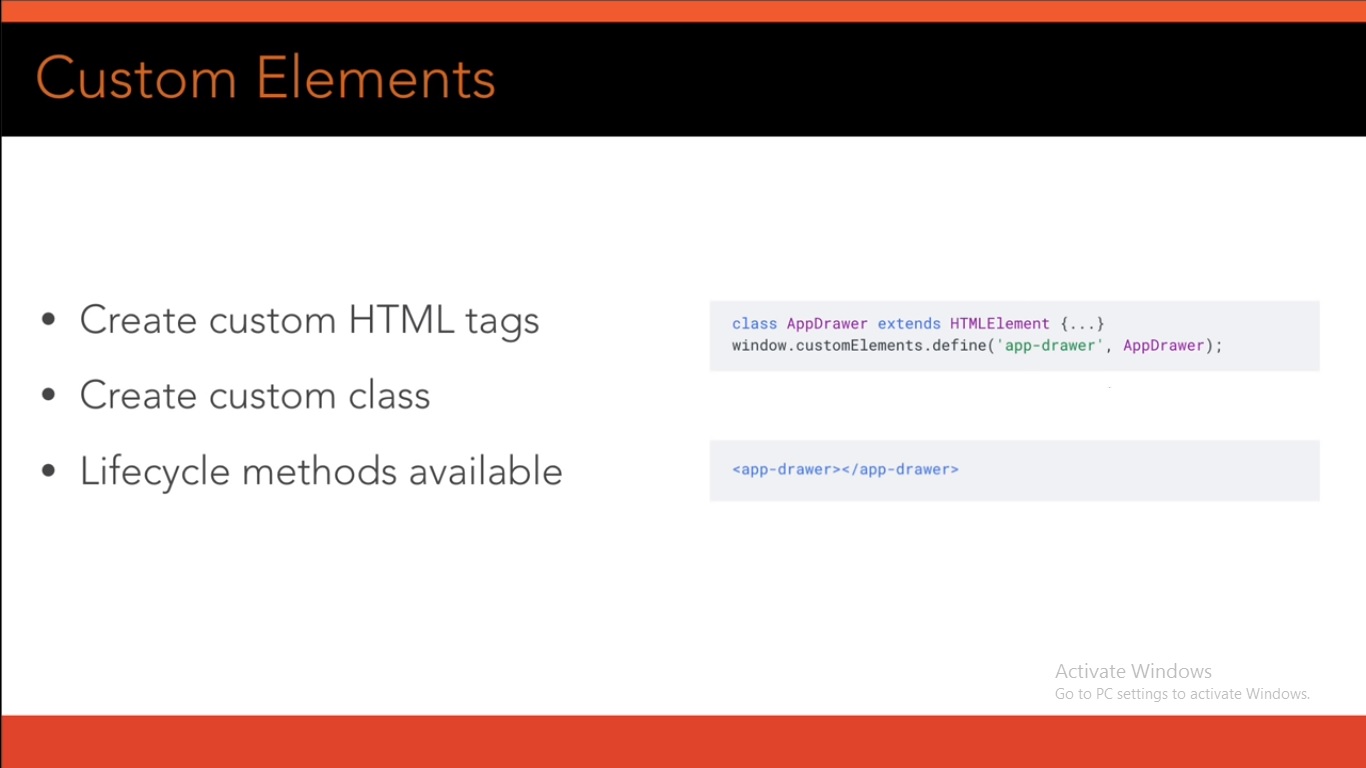 Custom Elements
• Create custom HTML tags
• Create custom class
• Lifecycle methods available
class AppDrawer extends HTMLElement {...}
window.customElements.define('app-drawer', AppDrawer);
<app-drawer></app-drawer>
Activate Windows
Go to PC settings to activate Windows.